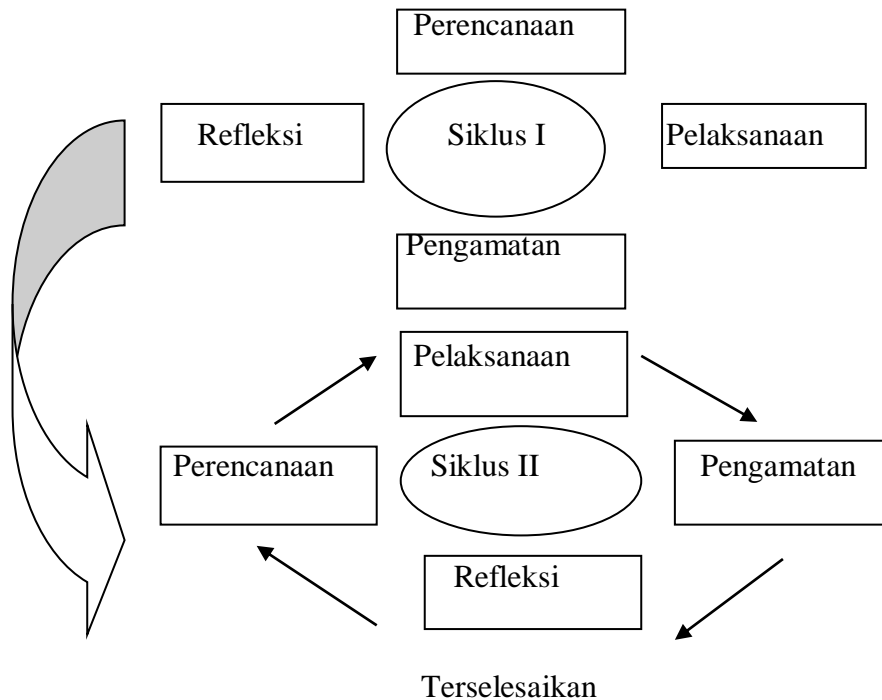 Perencanaan
Refleksi
Siklus I
Pelaksanaan
Pengamatan
Pelaksanaan
Perencanaan
Siklus II
Pengamatan
Refleksi
Terselesaikan